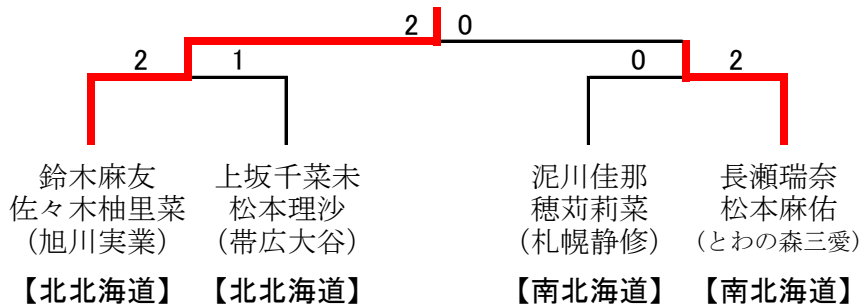 2 0
2 1 0 2
鈴木麻友 上坂千菜未 泥川佳那 長瀬瑞奈
佐々木柚里菜 松本理沙 穂苅莉菜 松本麻佑
(旭川実業) (帯広大谷) (札幌静修) (とわの森三愛)
【北北海道】 【北北海道】 【南北海道】 【南北海道】